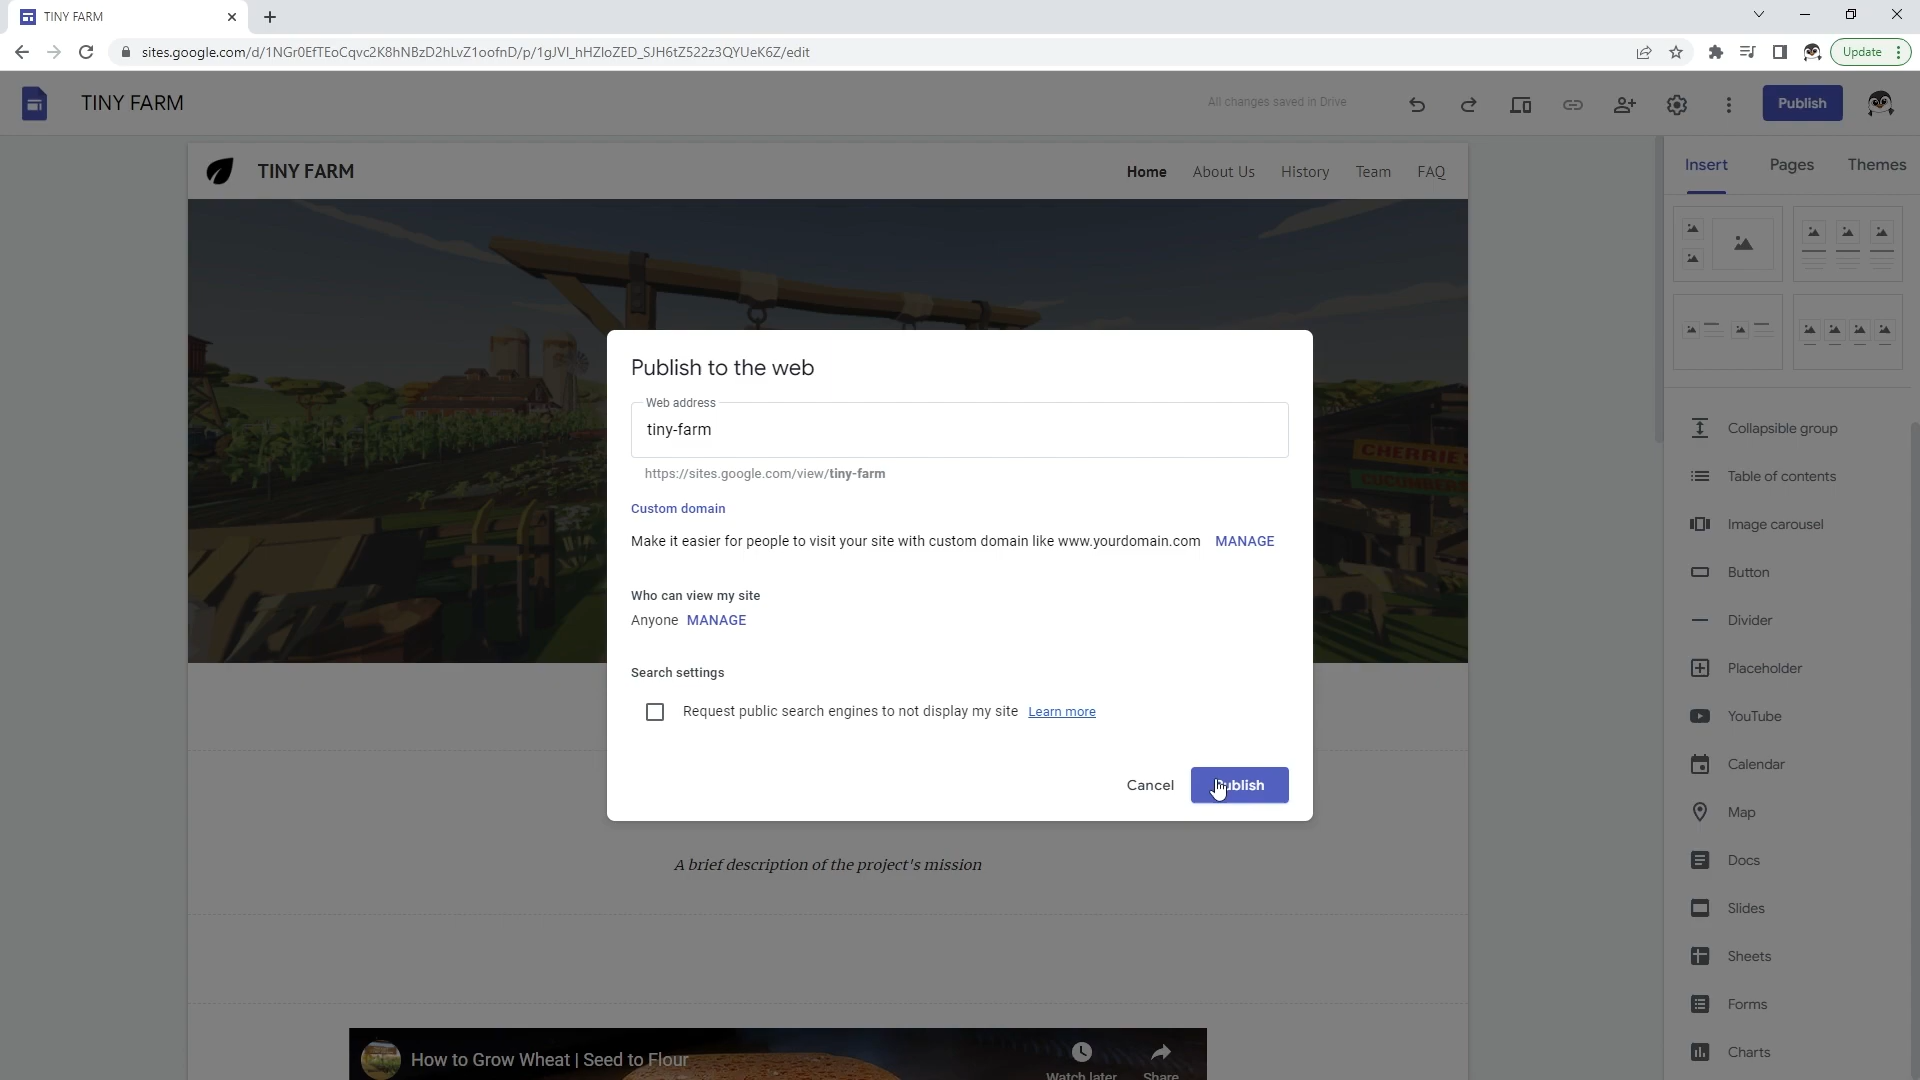 TINY FARM
sites.google.com/d/1NGr0EfTEoCqvc2K8hNBzD2hLvZ1oofnD/p/1gJVI_hHZIoZED_SJH6tZ522z3QYUeK6Z/edit
Update
TINY FARM
All changes saved in Drive
Publish
TINY FARM
Home About Us History Team FAQ
Insert Pages Themes
CHERRIES
CUCUMBERS
Publish to the web
Web address
tiny-farm
https://sites.google.com/view/tiny-farm
Custom domain
Make it easier for people to visit your site with custom domain like www.yourdomain.com MANAGE
Who can view my site
Anyone MANAGE
Search settings
Request public search engines to not display my site Learn more
Cancel Publish
A brief description of the project's mission
How to Grow Wheat | Seed to Flour
Watch later Share
Collapsible group
Table of contents
Image carousel
Button
Divider
Placeholder
YouTube
Calendar
Map
Docs
Slides
Sheets
Forms
Charts